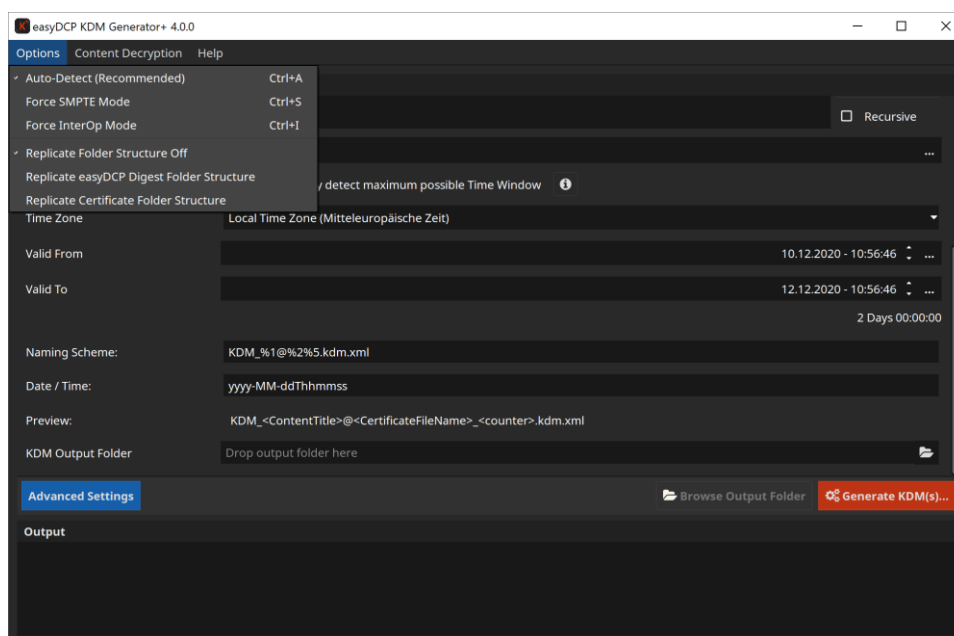 easyDCP KDM Generator+ 4.0.0
Options Content Decryption Help
Auto-Detect (Recommended) Ctrl+A
Force SMPTE Mode Ctrl+S
Force InterOp Mode Ctrl+I
Recursive
Replicate Folder Structure Off ...
Replicate easyDCP Digest Folder Structure
detect maximum possible Time Window
Replicate Certificate Folder Structure
Time Zone Local Time Zone (Mitteleuropäische Zeit)
Valid From 10.12.2020 - 10:56:46 ...
Valid To 12.12.2020 - 10:56:46 ...
2 Days 00:00:00
Naming Scheme: KDM_%1@%2%5.kdm.xml
Date / Time: yyyy-MM-ddThhmmss
Preview: KDM_<ContentTitle>@<CertificateFileName>_<counter>.kdm.xml
KDM Output Folder Drop output folder here
Advanced Settings Browse Output Folder Generate KDM(s)...
Output